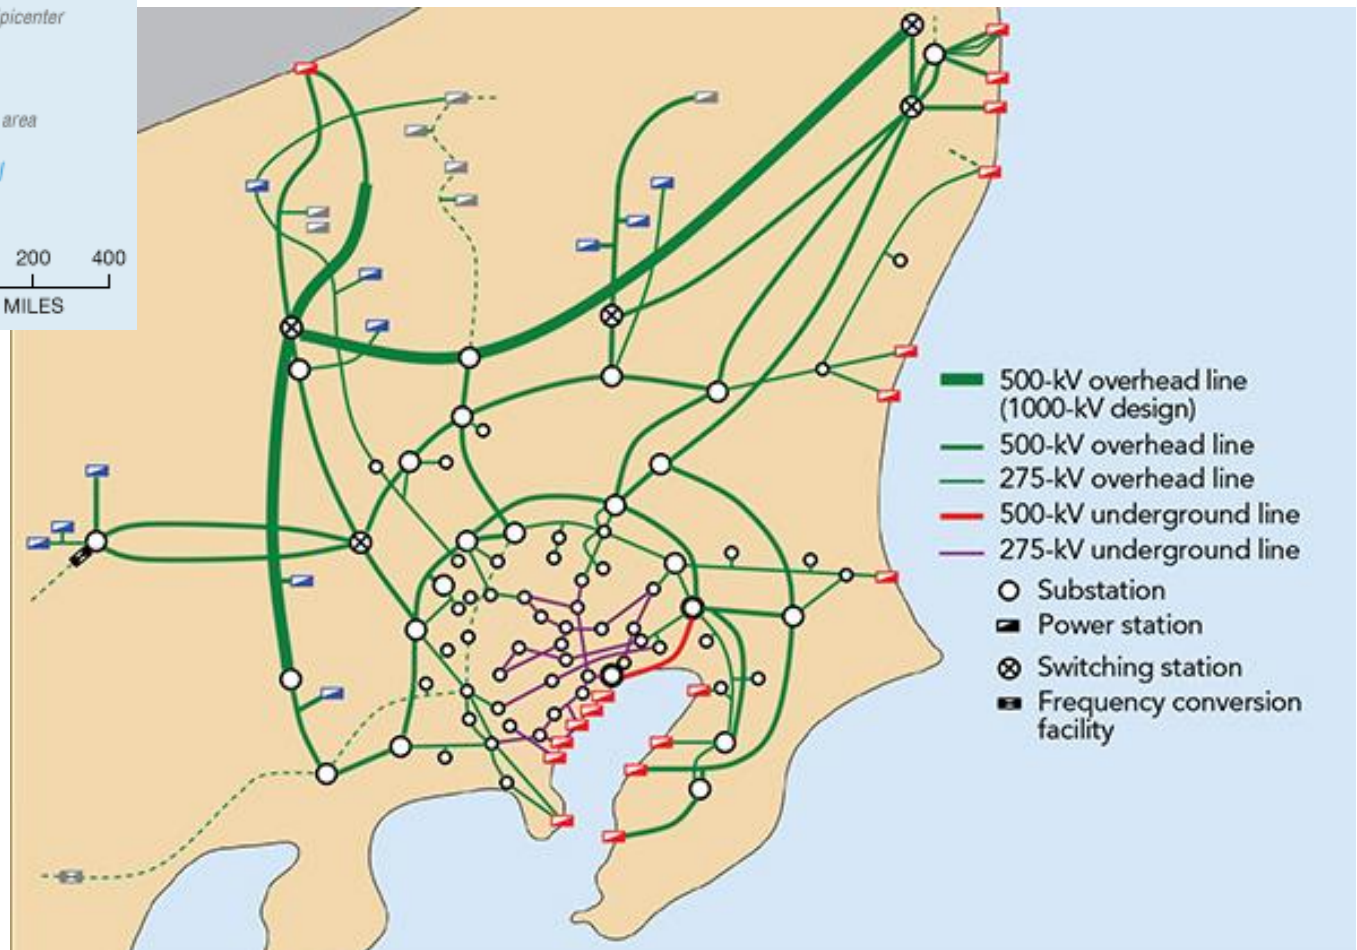 area
200 400
MILES
500-kV overhead line
(1000-kV design)
500-kV overhead line
275-kV overhead line
500-kV underground line
275-kV underground line
Substation
Power station
Switching station
Frequency conversion
facility